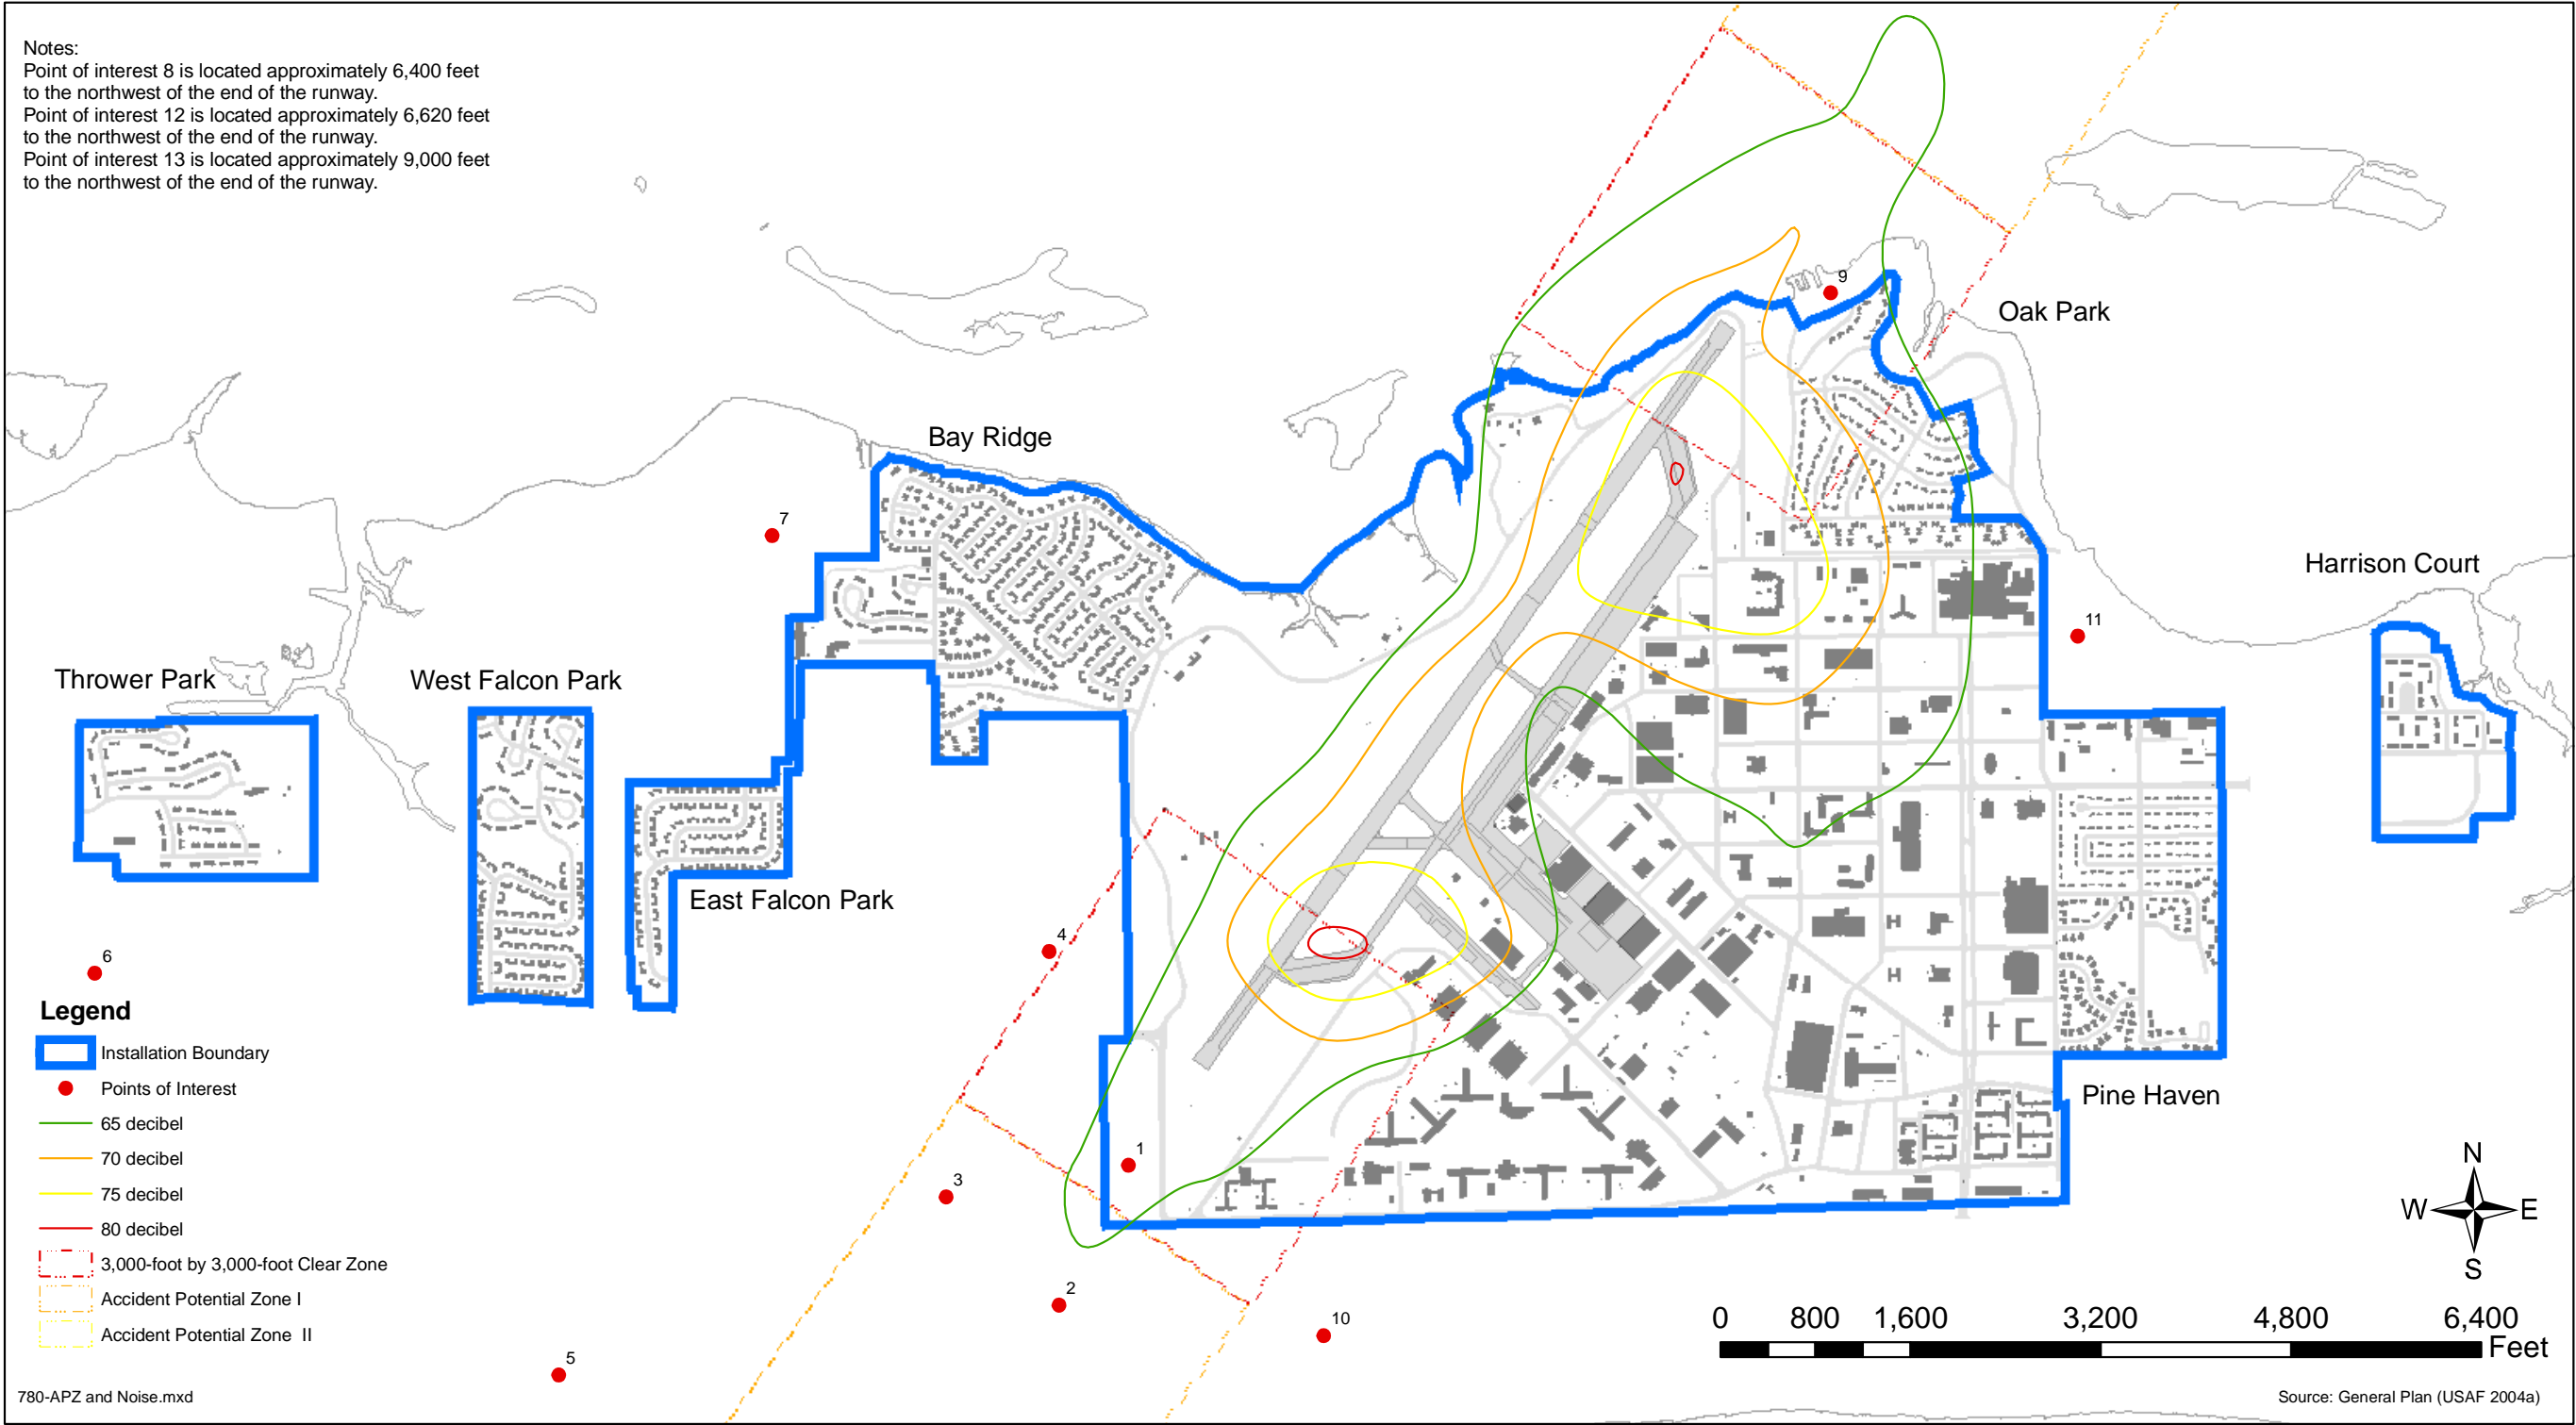 Notes:
Point of interest 8 is located approximately 6,400 feet
to the northwest of the end of the runway.
Point of interest 12 is located approximately 6,620 feet
to the northwest of the end of the runway.
Point of interest 13 is located approximately 9,000 feet
to the northwest of the end of the runway.
9
Oak Park
Bay Ridge
7
Harrison Court
11
Thrower Park
West Falcon Park
East Falcon Park
4
6
Legend
Installation Boundary
Points of Interest
65 decibel
70 decibel
75 decibel
80 decibel
3,000-foot by 3,000-foot Clear Zone
Accident Potential Zone I
Accident Potential Zone II
Pine Haven
1
3
2
10
5
N
W
E
S
0 800 1,600 3,200 4,800 6,400
Feet
780-APZ and Noise.mxd
Source: General Plan (USAF 2004a)